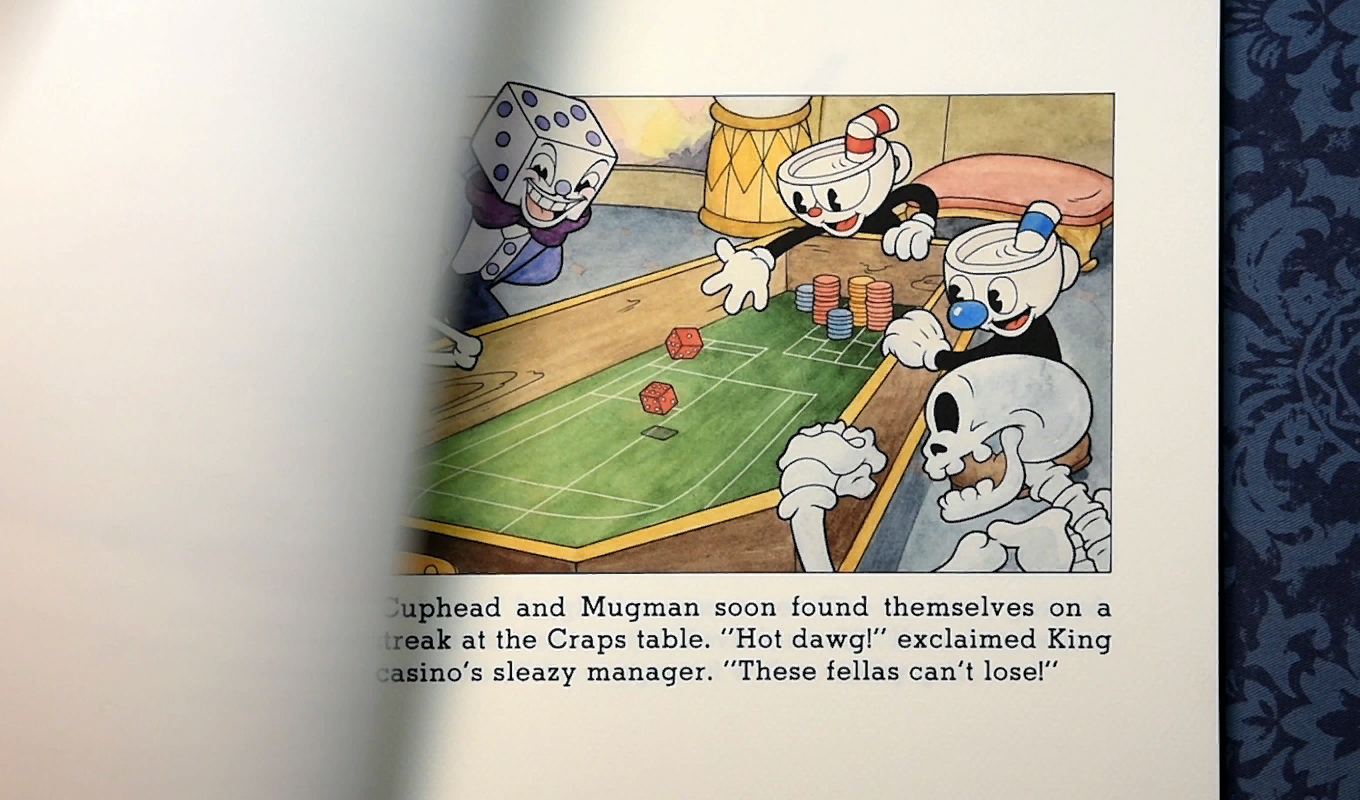 Cuphead and Mugman soon found themselves on a
treak at the Craps table. "Hot dawg!" exclaimed King
casino's sleazy manager. "These fellas can't lose!"